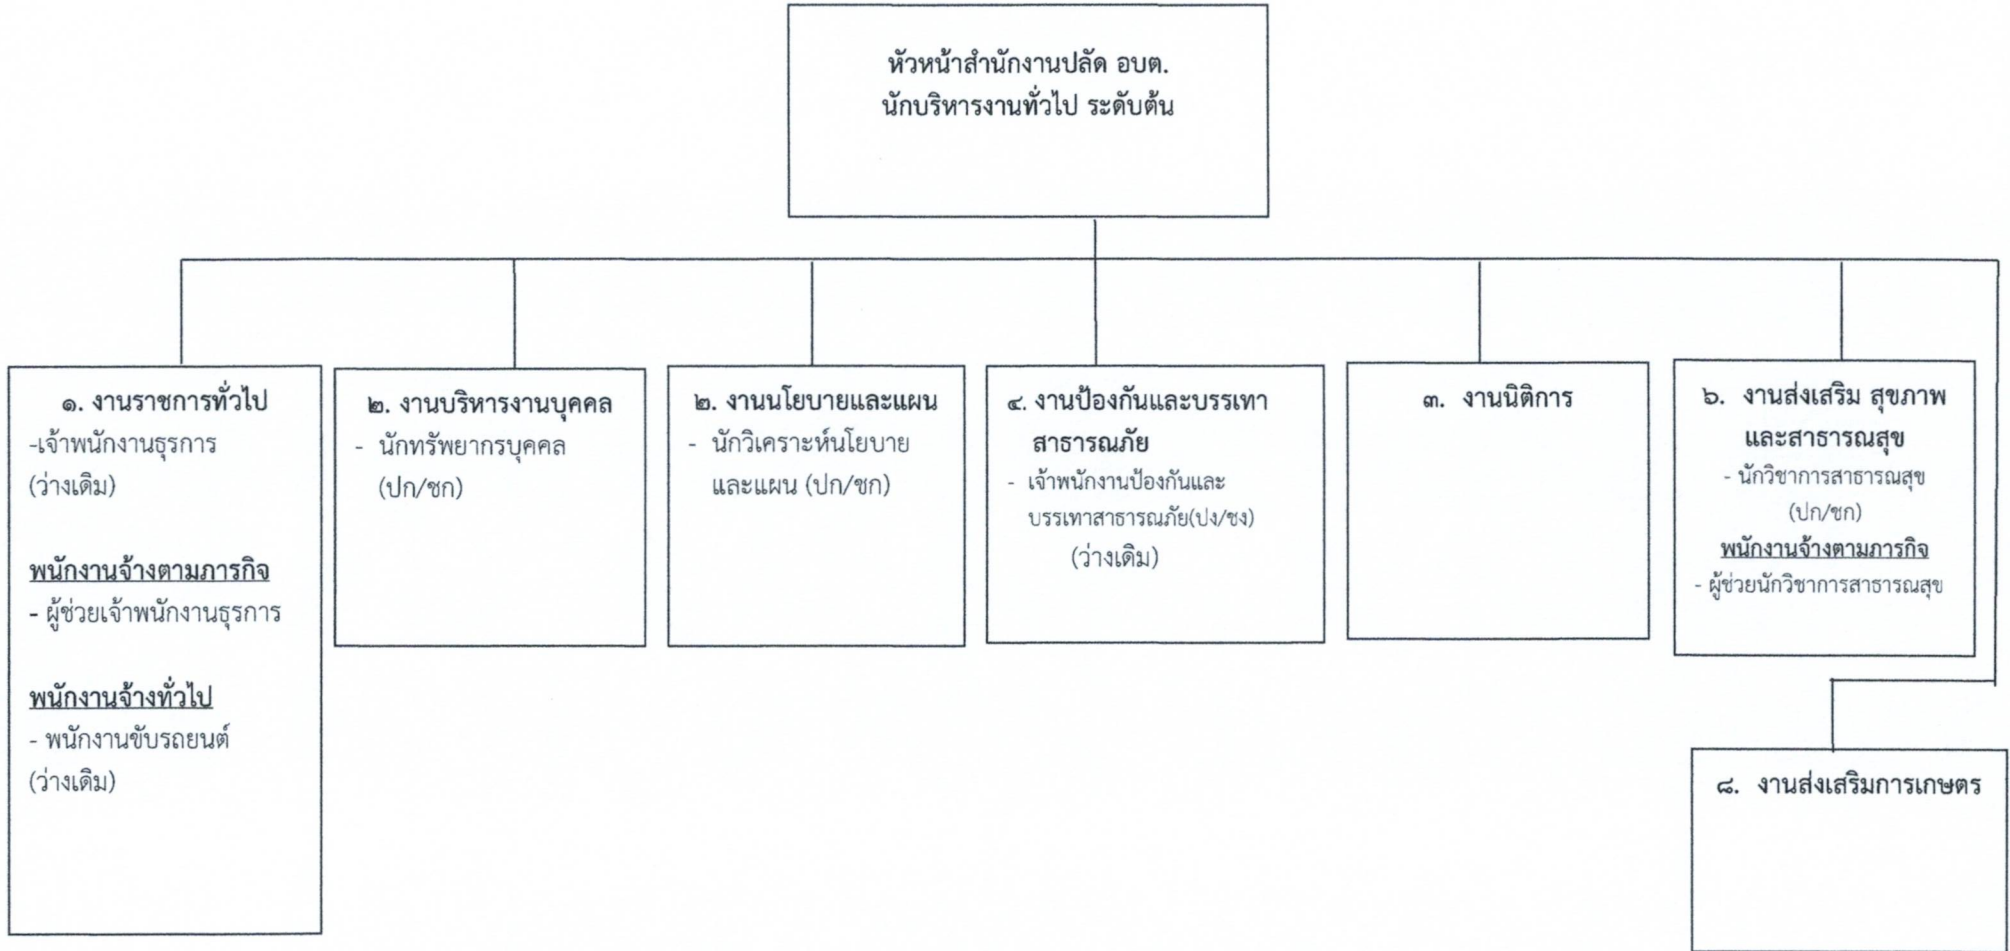 หัวหน้าสำนักงานปลัด อบต.
นักบริหารงานทั่วไป ระดับต้น
๑. งานราชการทั่วไป
-เจ้าพนักงานธุรการ
(ว่างเดิม)
พนักงานจ้างตามภารกิจ
- ผู้ช่วยเจ้าพนักงานธุรการ
พนักงานจ้างทั่วไป
- พนักงานขับรถยนต์
(ว่างเดิม)
๒. งานบริหารงานบุคคล
- นักทรัพยากรบุคคล
(ปก/ชก)
๒. งานนโยบายและแผน
- นักวิเคราะห์นโยบาย
และแผน (ปก/ชก)
๔. งานป้องกันและบรรเทา
สาธารณภัย
- เจ้าพนักงานป้องกันและ
บรรเทาสาธารณภัย(ปง/ชง)
(ว่างเดิม)
๓. งานนิติการ
๖. งานส่งเสริม สุขภาพ
และสาธารณสุข
- นักวิชาการสาธารณสุข
(ปก/ชก)
พนักงานจ้างตามภารกิจ
- ผู้ช่วยนักวิชาการสาธารณสุข
๘. งานส่งเสริมการเกษตร